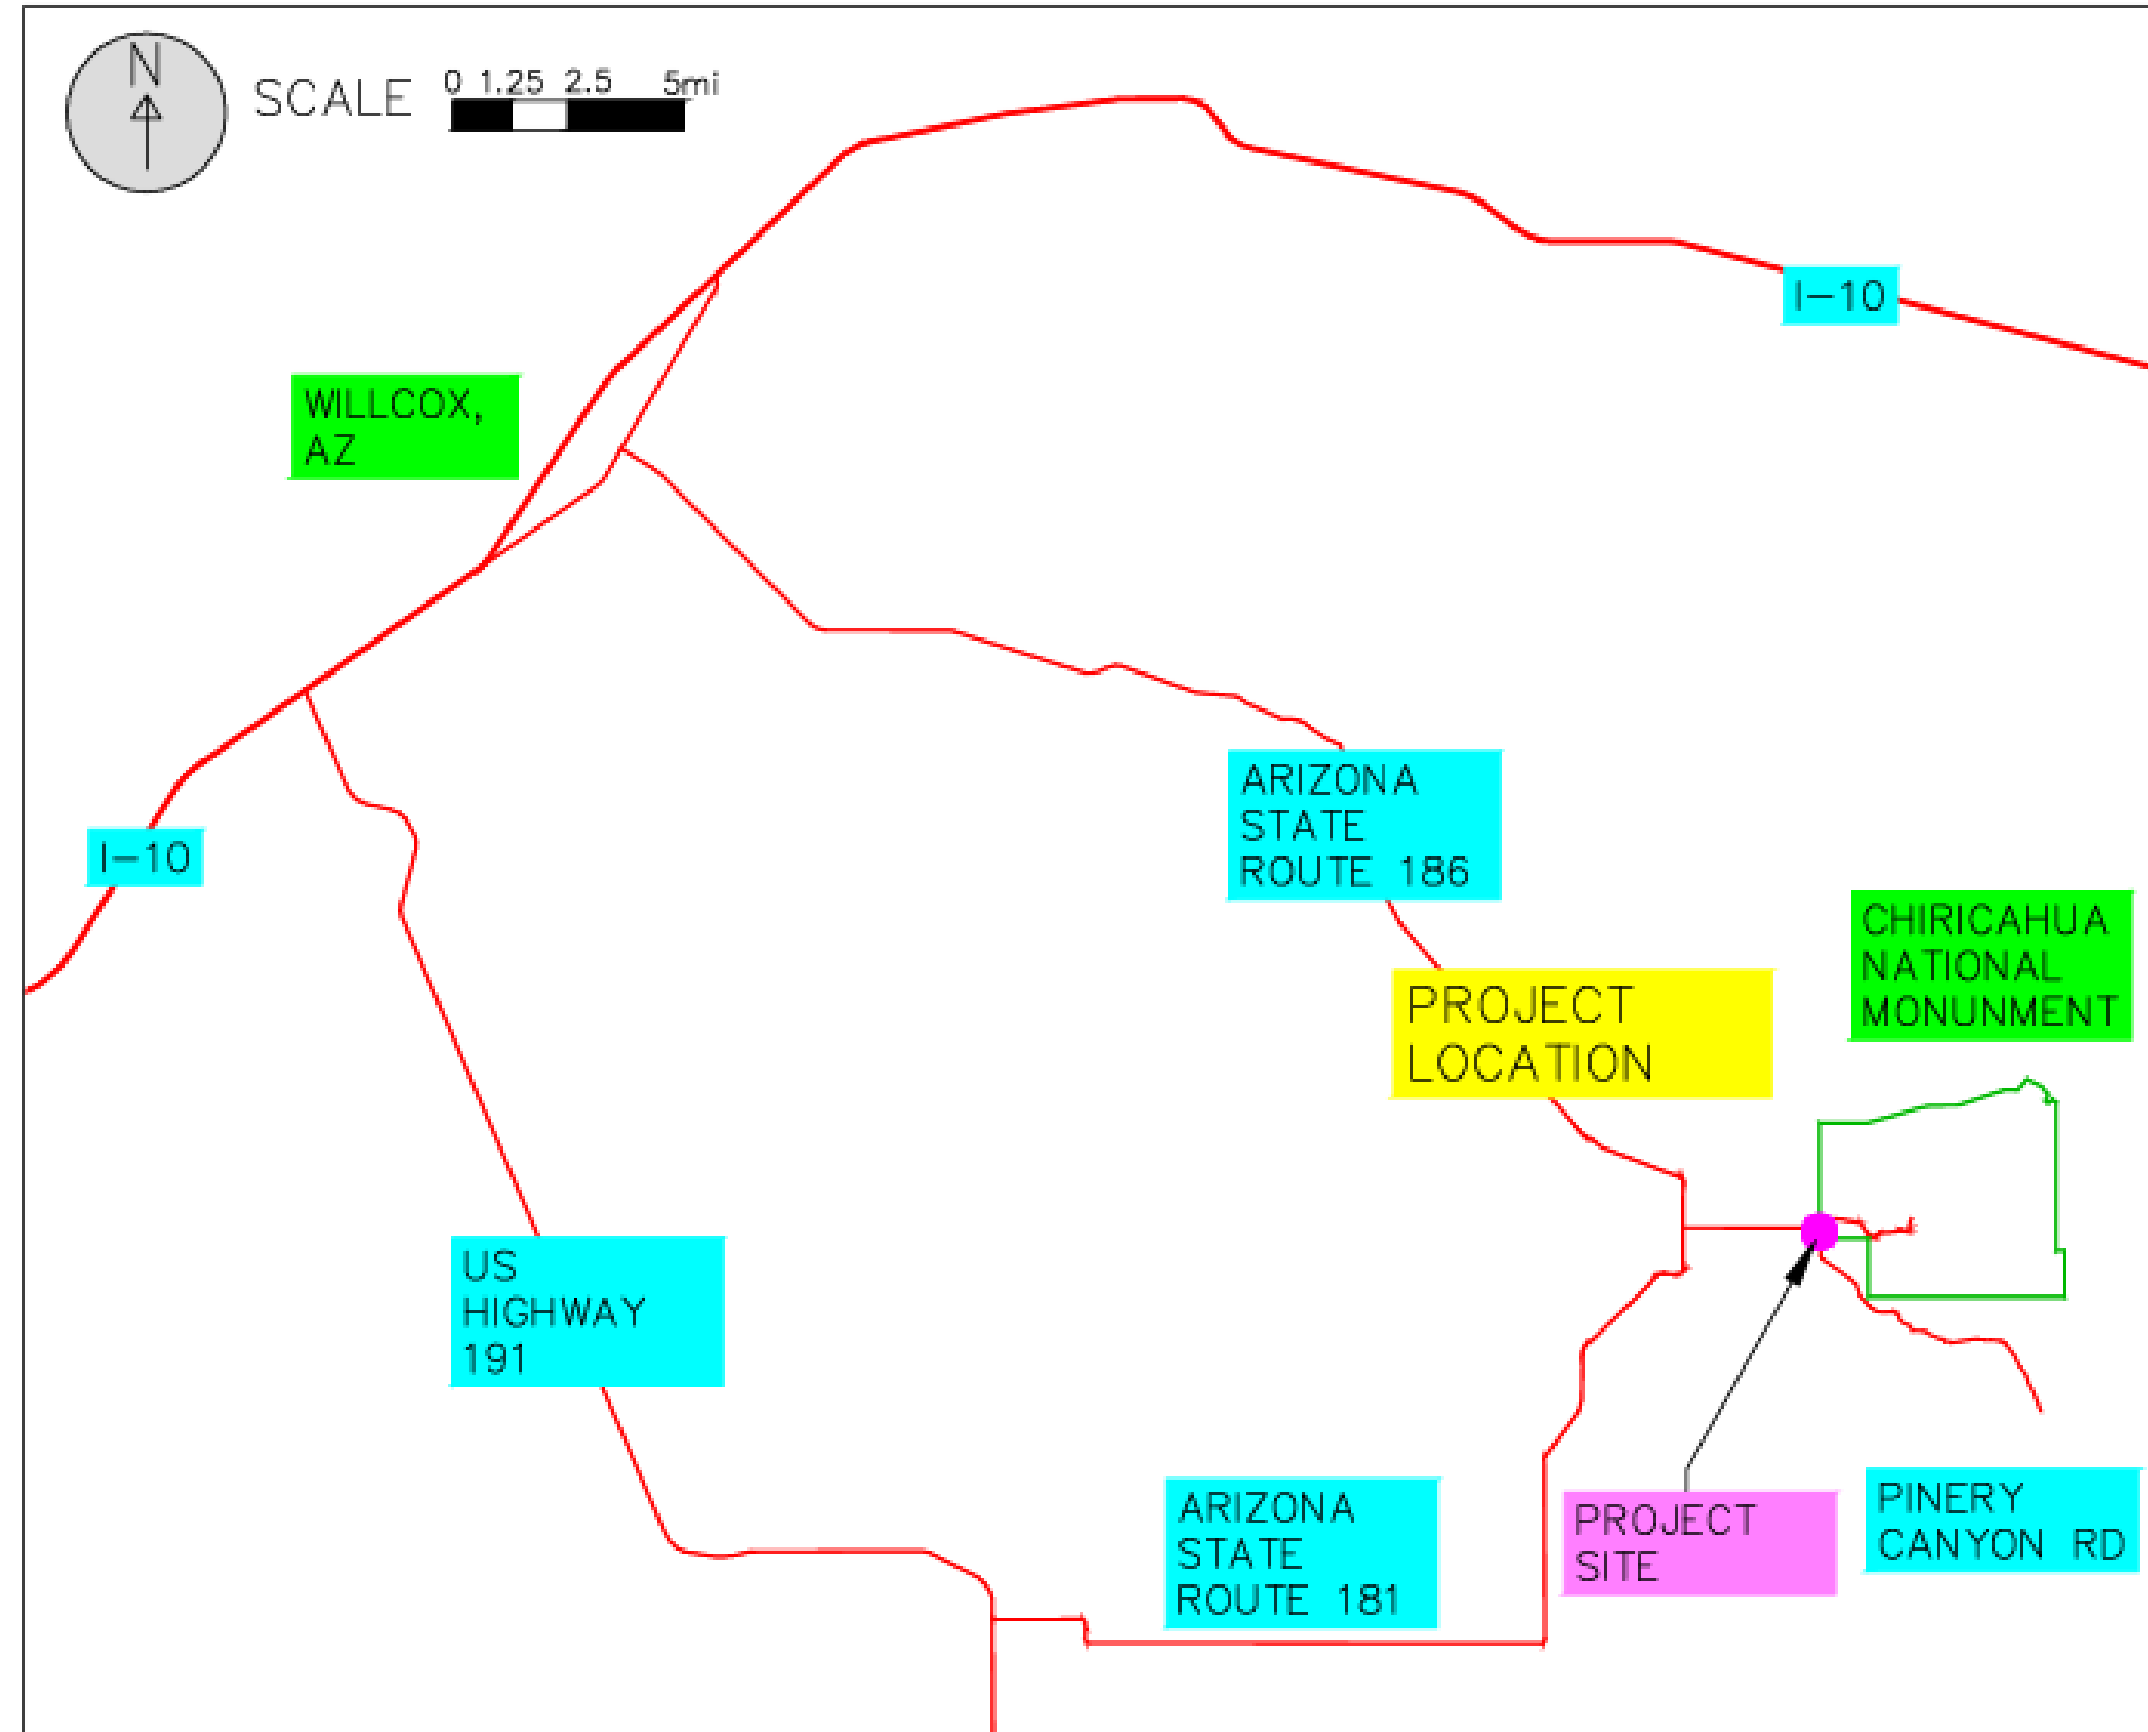 N
SCALE 0 1.25 2.5 5mi
I-10
WILLCOX,
AZ
ARIZONA
STATE
ROUTE 186
I-10
CHIRICAHUA
NATIONAL
MONUNMENT
PROJECT
LOCATION
US
HIGHWAY
191
ARIZONA
STATE
ROUTE 181
PROJECT
SITE
PINERY
CANYON RD